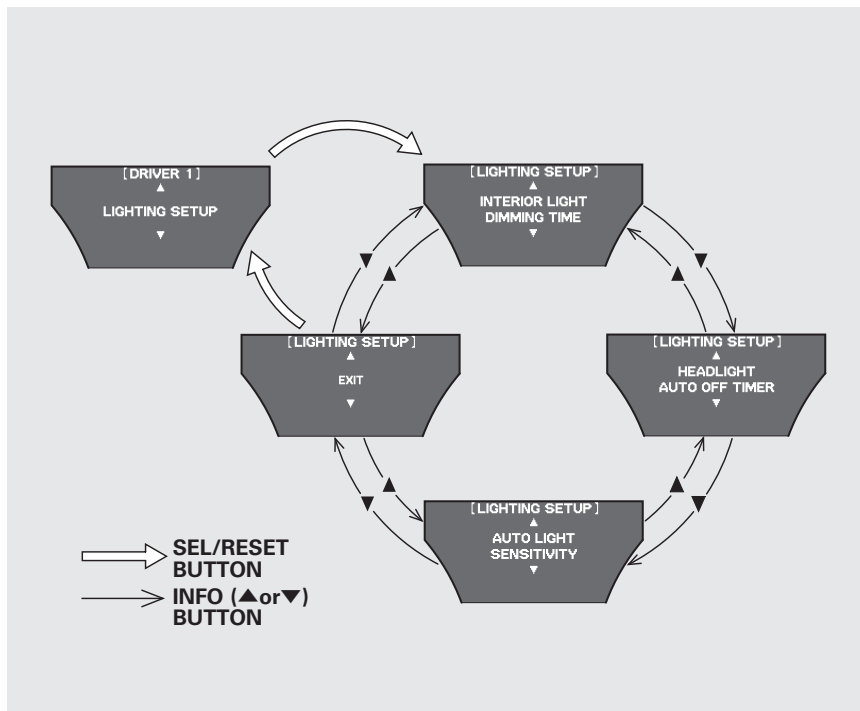 [DRIVER 1]
▲
LIGHTING SETUP
▼
[LIGHTING SETUP]
▲
INTERIOR LIGHT
DIMMING TIME
▼
[LIGHTING SETUP]
▲
EXIT
▼
[LIGHTING SETUP]
▲
HEADLIGHT
AUTO OFF TIMER
▼
[LIGHTING SETUP]
▲
AUTO LIGHT
SENSITIVITY
▼
SEL/RESET
BUTTON
INFO (▲or▼)
BUTTON